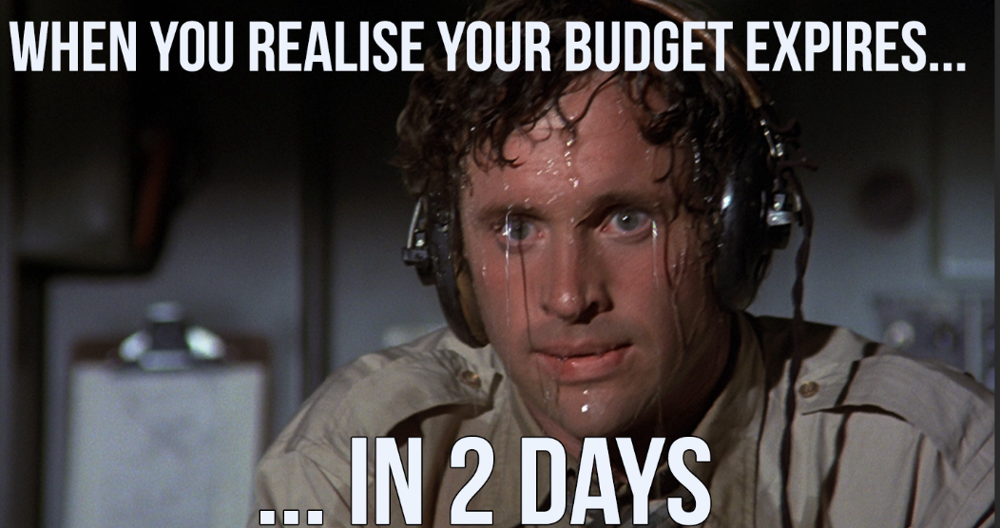 WHEN YOU REALISE YOUR BUDGET EXPIRES...
... IN 2 DAYS